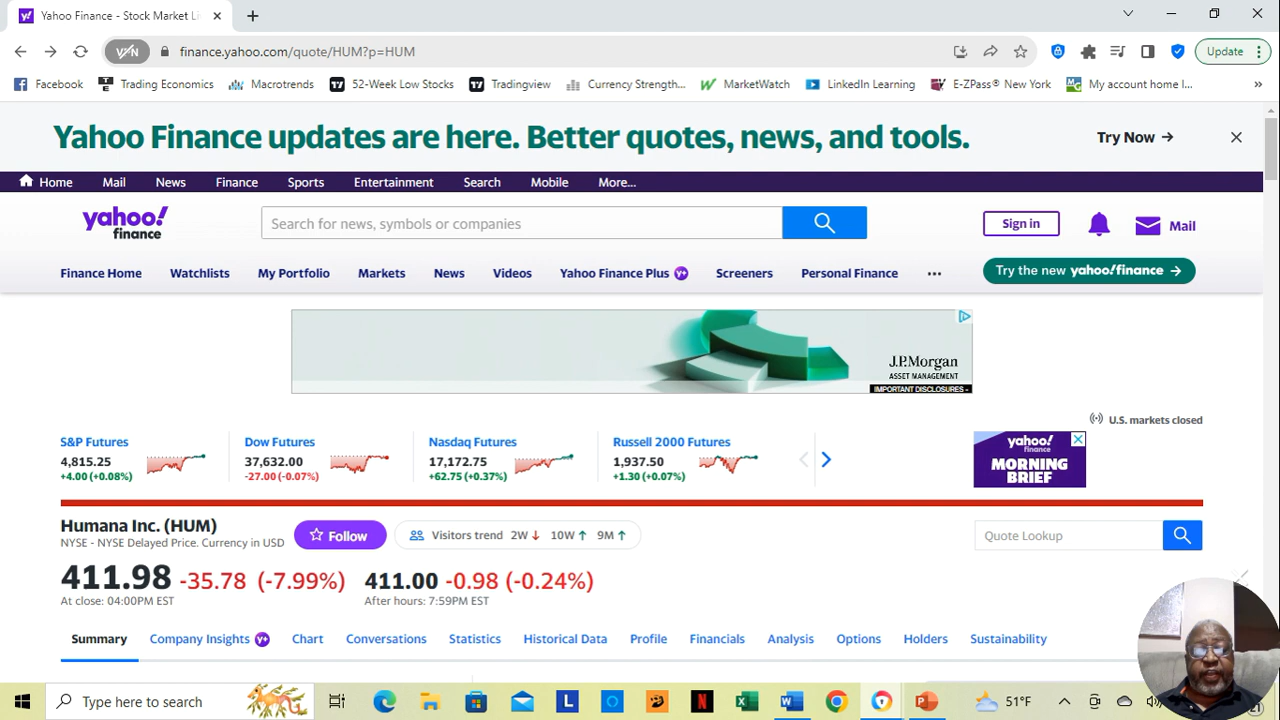 Yahoo Finance - Stock Market Li
finance.yahoo.com/quote/HUM?p=HUM
Update
Facebook Trading Economics Macrotrends 52-Week Low Stocks Tradingview Currency Strength... MarketWatch LinkedIn Learning E-ZPass® New York My account home l... »
Yahoo Finance updates are here. Better quotes, news, and tools.
Try Now →
Home Mail News Finance Sports Entertainment Search Mobile More...
yahoo!
finance
Search for news, symbols or companies
Sign in
Mail
Finance Home Watchlists My Portfolio Markets News Videos Yahoo Finance Plus y+ Screeners Personal Finance ...
Try the new yahoo!finance →
J.P.Morgan
ASSET MANAGEMENT
IMPORTANT DISCLOSURES -
U.S. markets closed
S&P Futures Dow Futures Nasdaq Futures Russell 2000 Futures
4,815.25 37,632.00 17,172.75 1,937.50
+4.00 (+0.08%) -27.00 (-0.07%) +62.75 (+0.37%) +1.30 (+0.07%)
yahoo!
finance
MORNING
BRIEF
Humana Inc. (HUM)
NYSE - NYSE Delayed Price. Currency in USD
Follow
Visitors trend 2W ↓ 10W ↑ 9M ↑
Quote Lookup
411.98 -35.78 (-7.99%) 411.00 -0.98 (-0.24%)
At close: 04:00PM EST After hours: 7:59PM EST
Summary Company Insights y+ Chart Conversations Statistics Historical Data Profile Financials Analysis Options Holders Sustainability
Type here to search
51°F